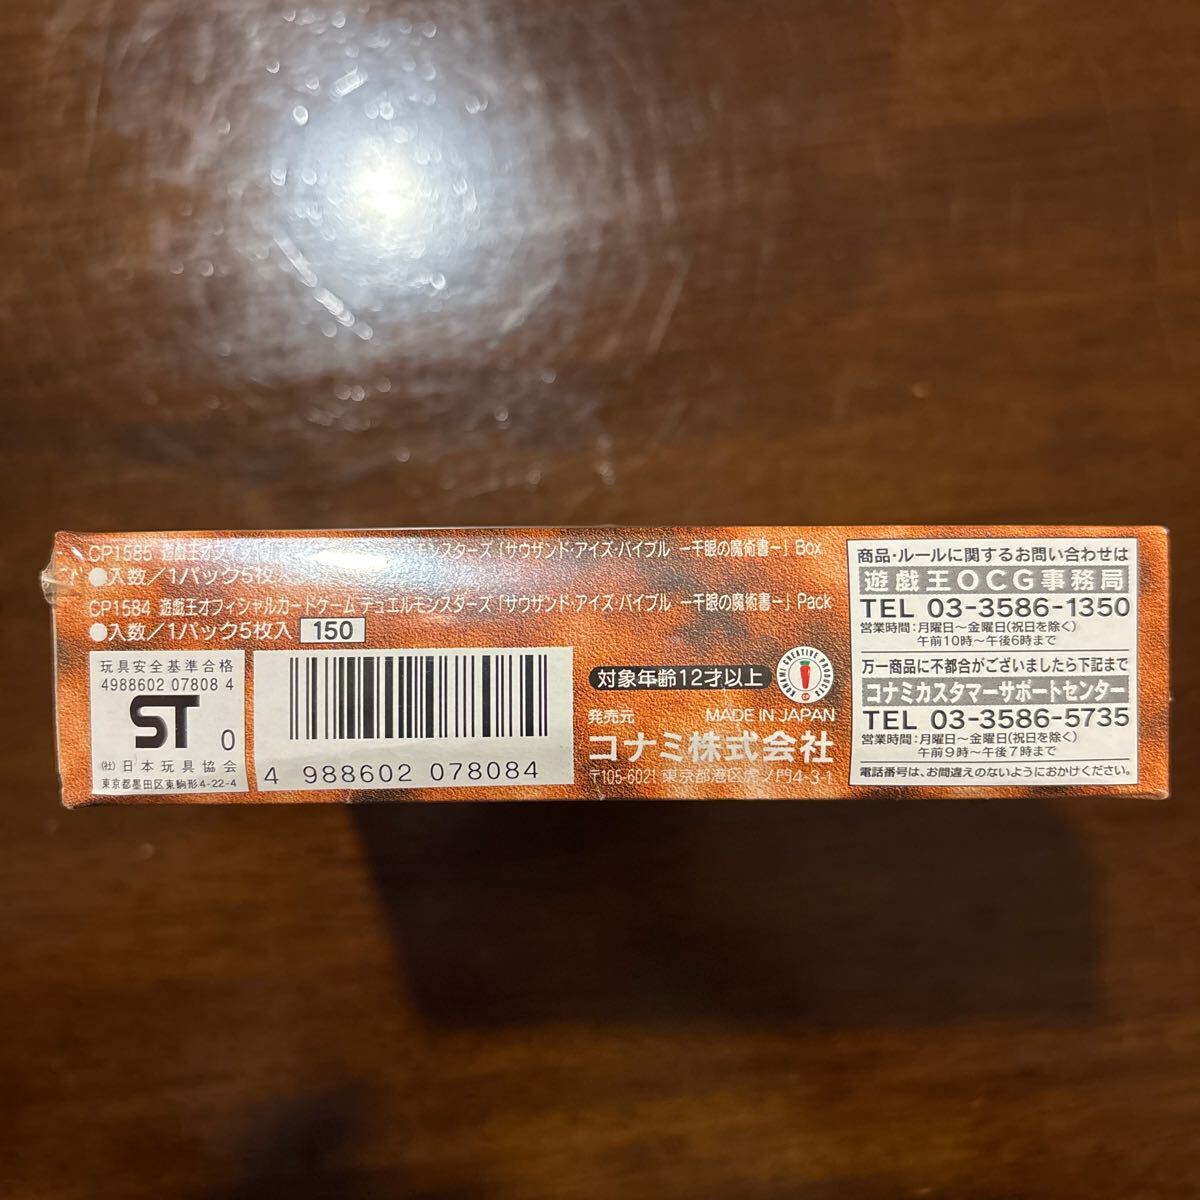 CP1585 遊戯王オフィシャルカードゲーム デュエルモンスターズ「サウザンド・アイズ・バイブル －千眼の魔術書－」Box
●入数/1パック5枚
CP1584 遊戯王オフィシャルカードゲーム デュエルモンスターズ「サウザンド・アイズ・バイブル －千眼の魔術書－」Pack
●入数/1パック5枚入 150
玩具安全基準合格
4988602 07808 4
ST 0
(社)日本玩具協会
東京都墨田区東駒形4-22-4
4 988602 078084
対象年齢12才以上
KONAMI CREATIVE PRODUCTS
CP
発売元 MADE IN JAPAN
コナミ株式会社
〒105-6021 東京都港区虎ノ門4-3-1
商品・ルールに関するお問い合わせは
遊戯王OCG事務局
TEL 03-3586-1350
営業時間:月曜日～金曜日(祝日を除く)
午前10時～午後6時まで
万一商品に不都合がございましたら下記まで
コナミカスタマーサポートセンター
TEL 03-3586-5735
営業時間:月曜日～金曜日(祝日を除く)
午前9時～午後7時まで
電話番号は、お間違えのないようにおかけください。